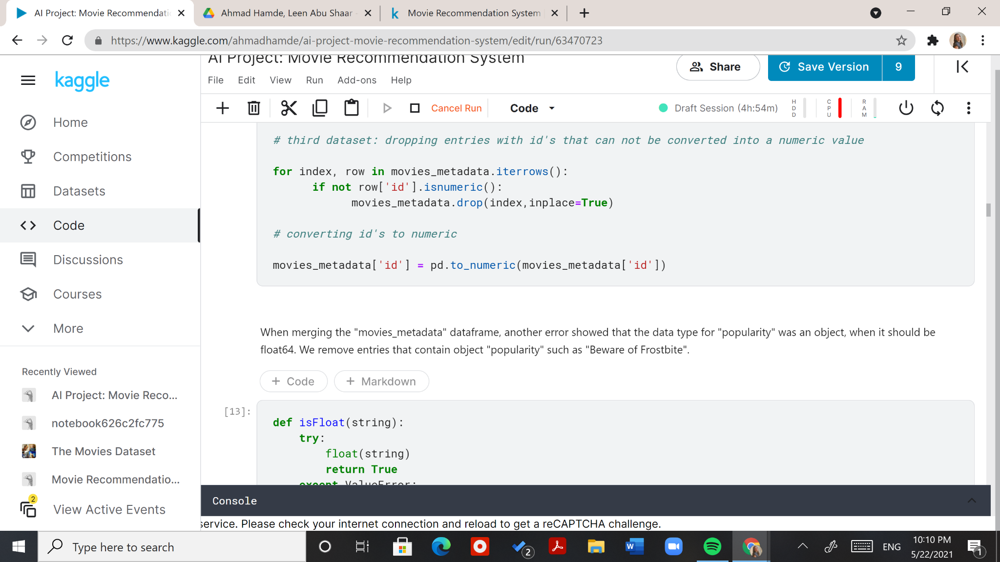 AI Project: Movie Recommendati
Ahmad Hamde, Leen Abu Shaar -
k Movie Recommendation System
https://www.kaggle.com/ahmadhamde/ai-project-movie-recommendation-system/edit/run/63470723
kaggle
AI Project: Movie Recommendation System
Share
Save Version 9
File Edit View Run Add-ons Help
Cancel Run
Code
Draft Session (4h:54m)
HDD
CPU
RAM
Home
Competitions
Datasets
Code
Discussions
Courses
More
Recently Viewed
AI Project: Movie Reco...
notebook626c2fc775
The Movies Dataset
Movie Recommendatio...
2
View Active Events
# third dataset: dropping entries with id's that can not be converted into a numeric value
for index, row in movies_metadata.iterrows():
if not row['id'].isnumeric():
movies_metadata.drop(index,inplace=True)
# converting id's to numeric
movies_metadata['id'] = pd.to_numeric(movies_metadata['id'])
When merging the "movies_metadata" dataframe, another error showed that the data type for "popularity" was an object, when it should be
float64. We remove entries that contain object "popularity" such as "Beware of Frostbite".
+ Code + Markdown
[13]:
def isFloat(string):
try:
float(string)
return True
except ValueError:
Console
service. Please check your internet connection and reload to get a reCAPTCHA challenge.
Type here to search
2
W
ENG
10:10 PM
5/22/2021
1